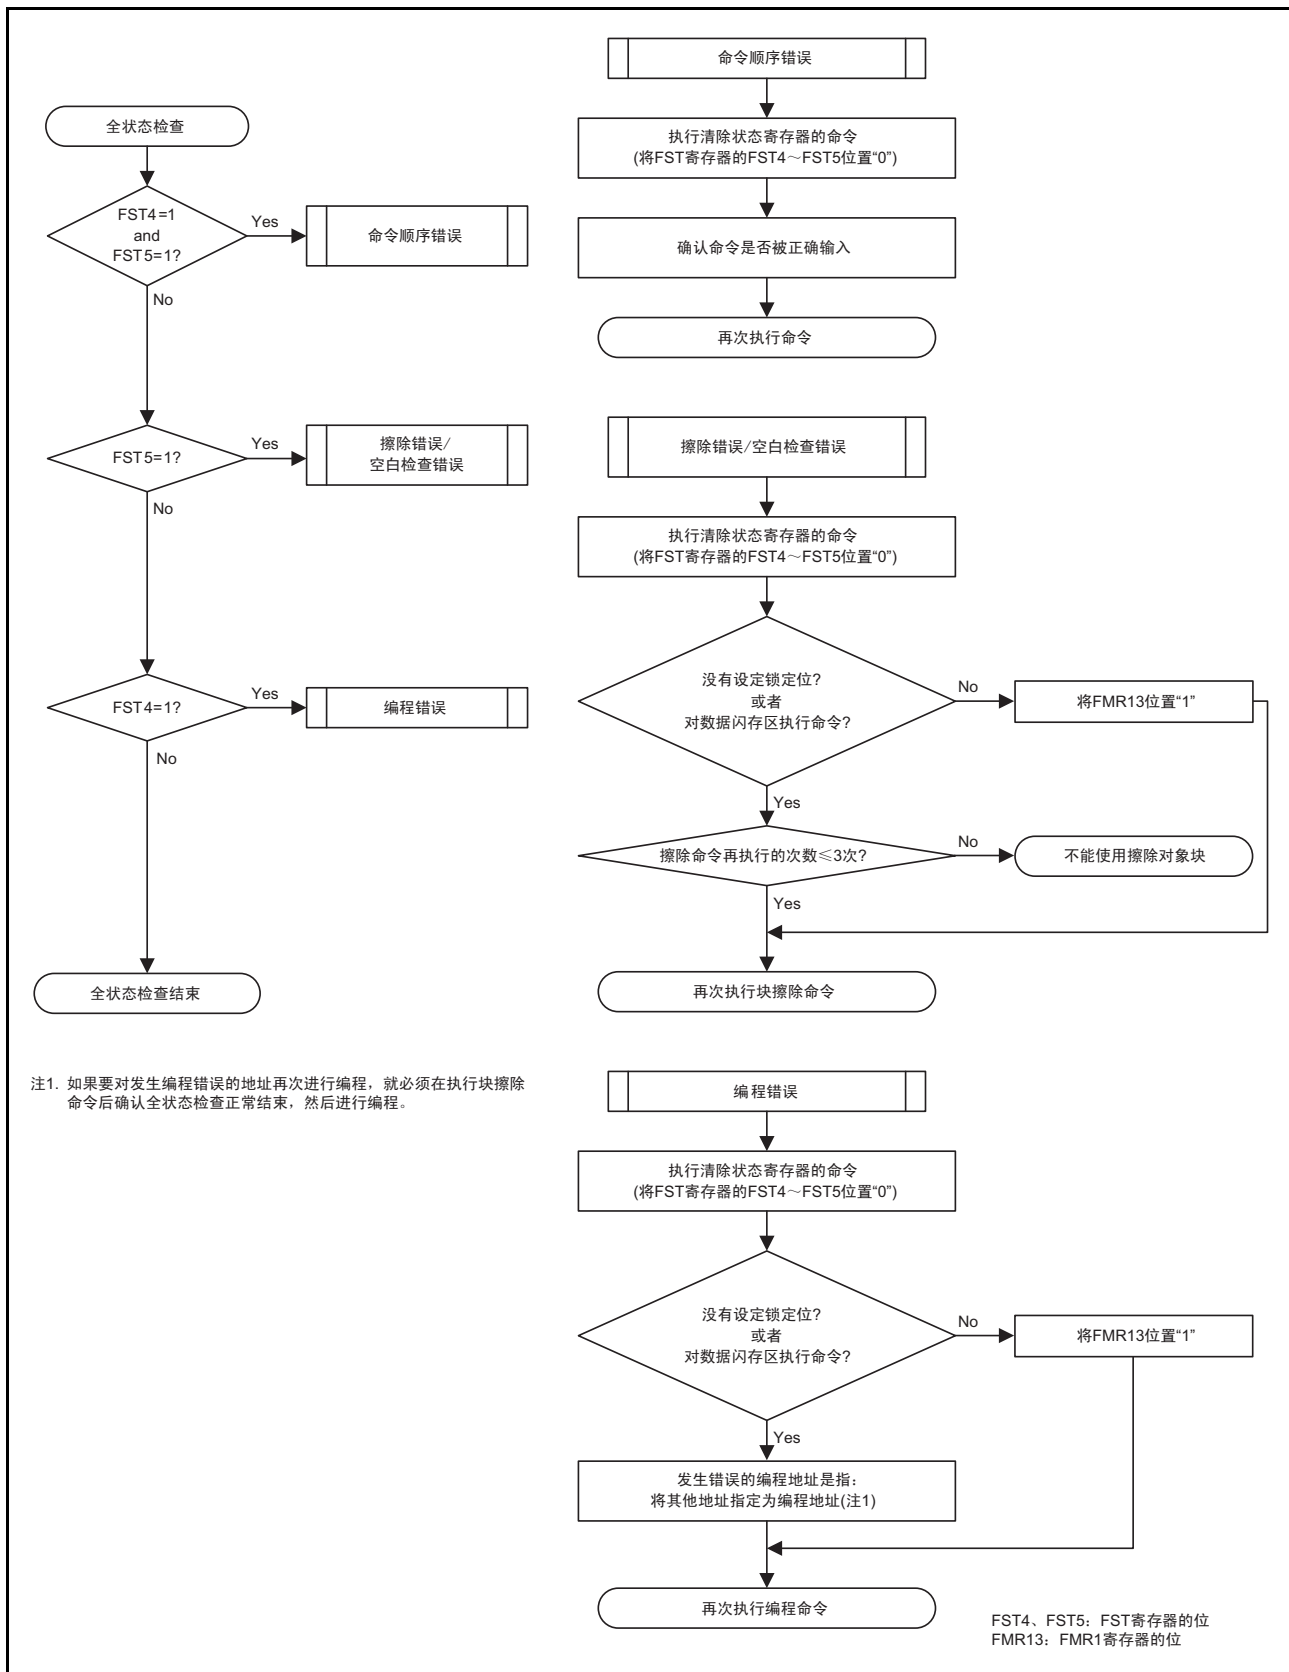 全状态检查
FST4=1
and
FST5=1?
Yes
命令顺序错误
No
FST5=1?
Yes
擦除错误/
空白检查错误
No
FST4=1?
Yes
编程错误
No
全状态检查结束
注1. 如果要对发生编程错误的地址再次进行编程，就必须在执行块擦除
命令后确认全状态检查正常结束，然后进行编程。
命令顺序错误
执行清除状态寄存器的命令
(将FST寄存器的FST4～FST5位置“0”)
确认命令是否被正确输入
再次执行命令
擦除错误/空白检查错误
执行清除状态寄存器的命令
(将FST寄存器的FST4～FST5位置“0”)
没有设定锁定位?
或者
对数据闪存区执行命令?
No
将FMR13位置“1”
Yes
擦除命令再执行的次数≤3次?
No
不能使用擦除对象块
Yes
再次执行块擦除命令
编程错误
执行清除状态寄存器的命令
(将FST寄存器的FST4～FST5位置“0”)
没有设定锁定位?
或者
对数据闪存区执行命令?
No
将FMR13位置“1”
Yes
发生错误的编程地址是指：
将其他地址指定为编程地址(注1)
再次执行编程命令
FST4、FST5：FST寄存器的位
FMR13：FMR1寄存器的位